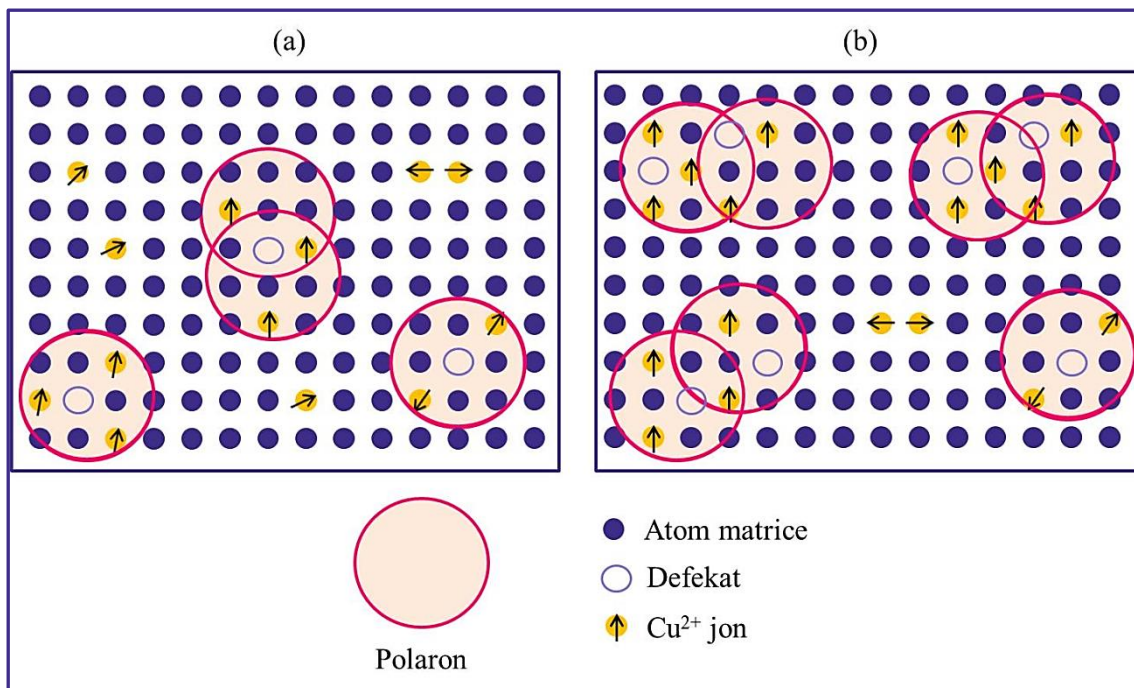 (a)
(b)
Atom matrice
Defekat
Cu²⁺ jon
Polaron